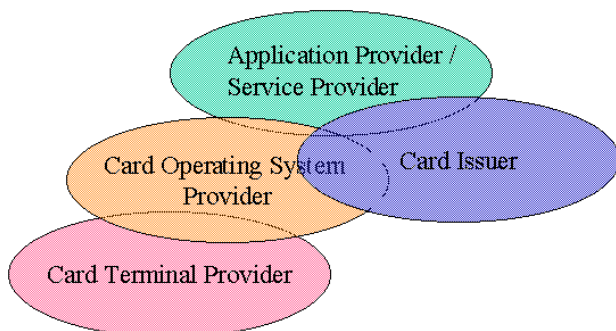 Application Provider /
Service Provider
Card Issuer
Card Operating System
Provider
Card Terminal Provider